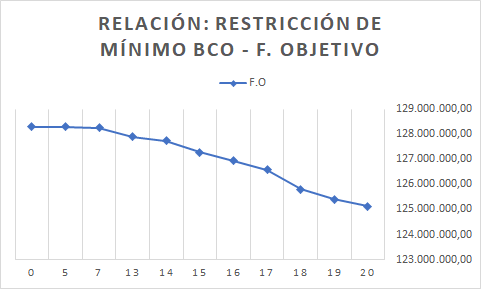 RELACIÓN: RESTRICCIÓN DE
MÍNIMO BCO - F. OBJETIVO
F.O
129.000.000,00
128.000.000,00
127.000.000,00
126.000.000,00
125.000.000,00
124.000.000,00
123.000.000,00
0 5 7 13 14 15 16 17 18 19 20